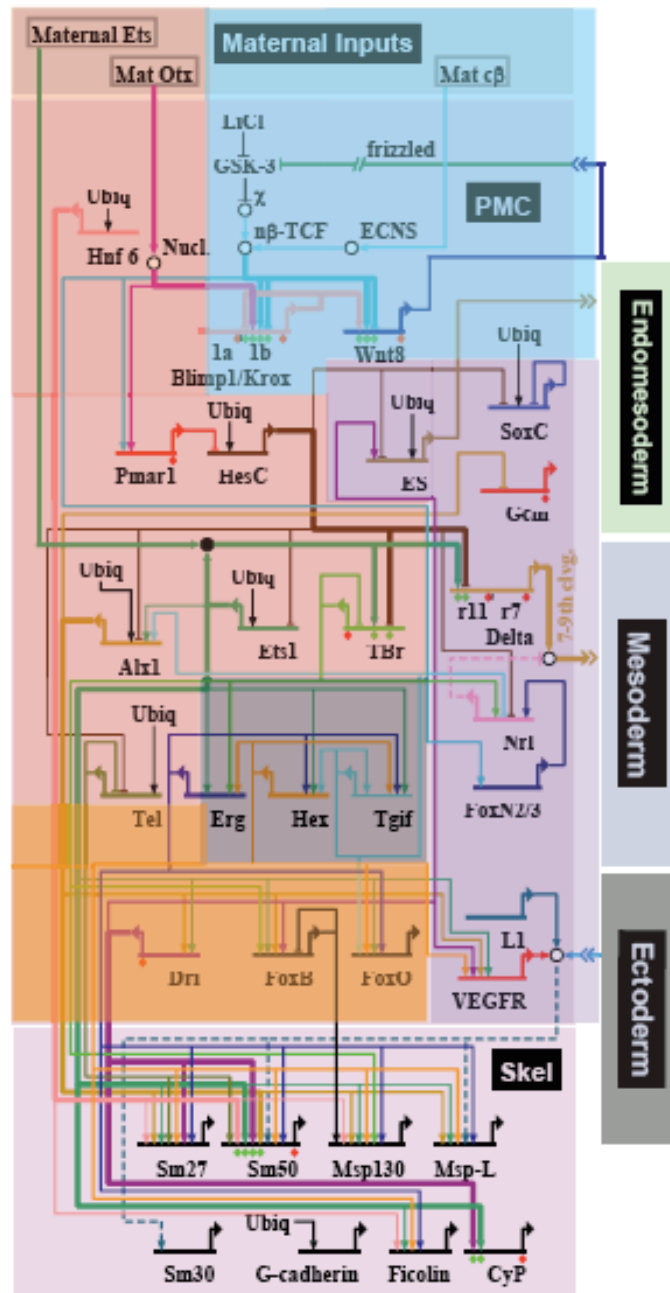 Maternal Ets
Maternal Inputs
Mat Otx
Mat cβ
LiCl
GSK-3
frizzled
χ
PMC
Ubiq
Hnf 6
Nucl.
nβ-TCF
ECNS
1a
1b
Blimp1/Krox
Wnt8
Endomesoderm
Ubiq
SoxC
Ubiq
Pmar1
HesC
Ubiq
ES
Gcm
Ubiq
Alx1
Ubiq
Ets1
TBr
r11
r7
Delta
7-9th clvg.
Mesoderm
Nrl
FoxN2/3
Ubiq
Tel
Erg
Hex
Tgif
Dri
FoxB
FoxO
L1
VEGFR
Ectoderm
Skel
Sm27
Sm50
Msp130
Msp-L
Sm30
Ubiq
G-cadherin
Ficolin
CyP